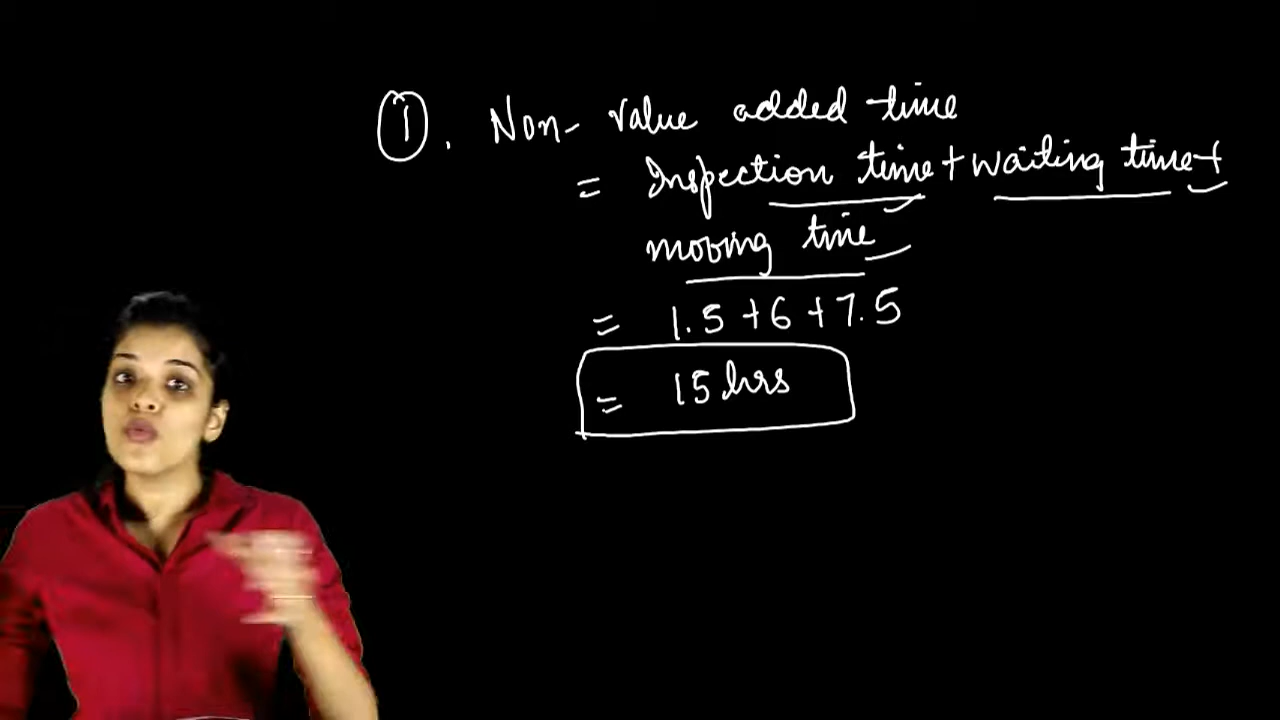 1. Non-value added time
= Inspection time + waiting time +
moving time
= 1.5 + 6 + 7.5
= 15 hrs